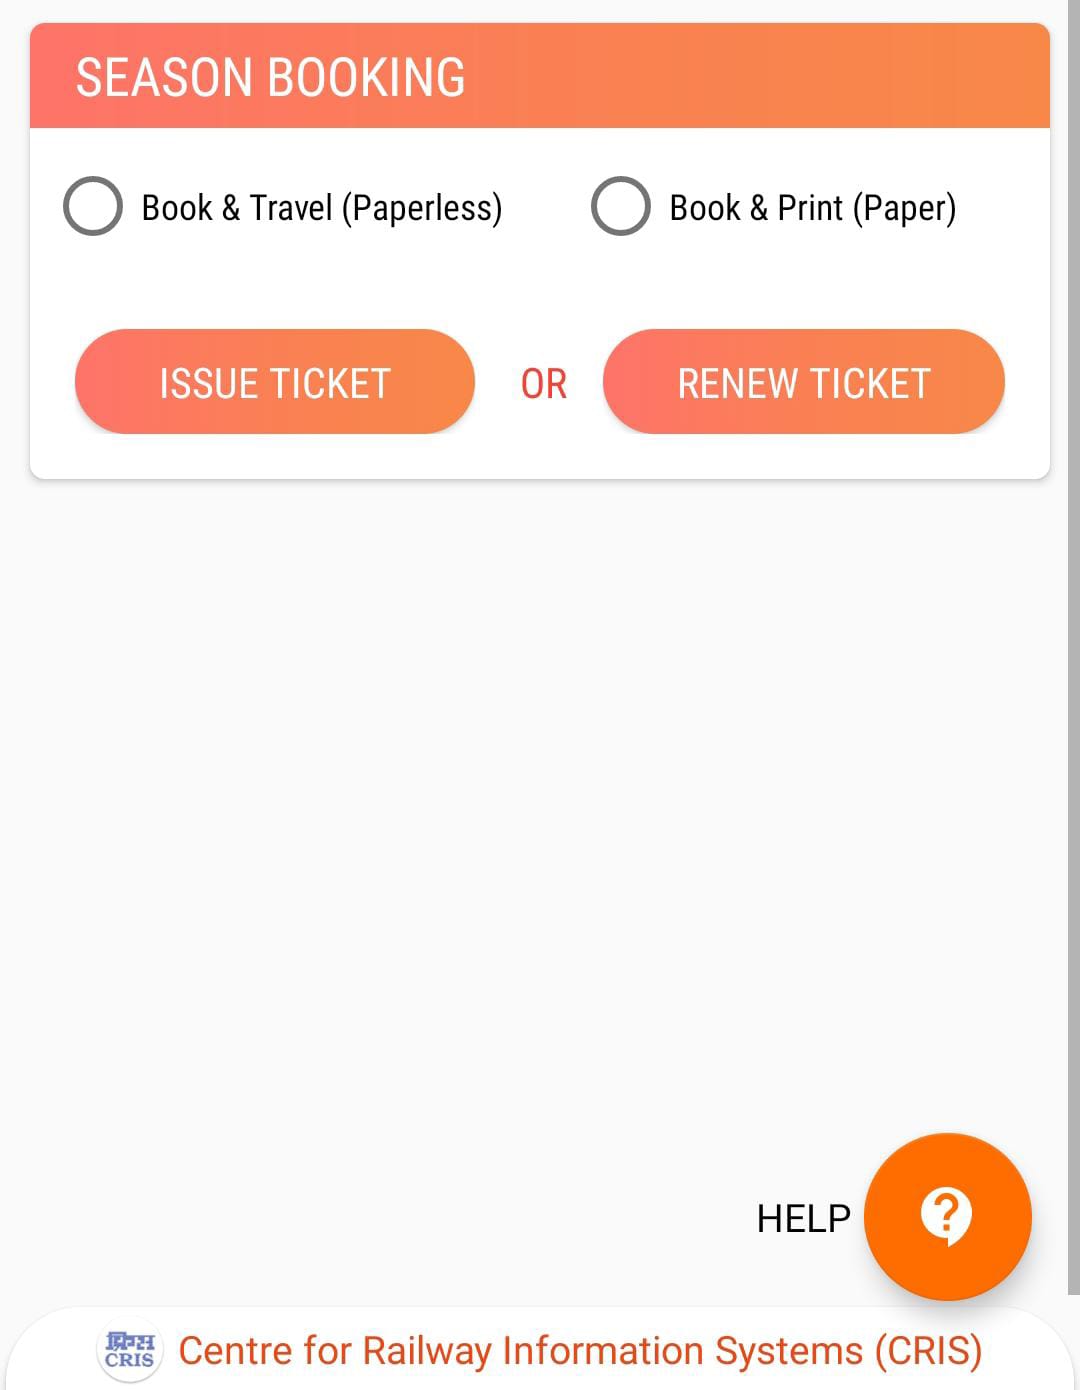 SEASON BOOKING
Book & Travel (Paperless)
Book & Print (Paper)
ISSUE TICKET
OR
RENEW TICKET
HELP
?
क्रिस
CRIS
Centre for Railway Information Systems (CRIS)